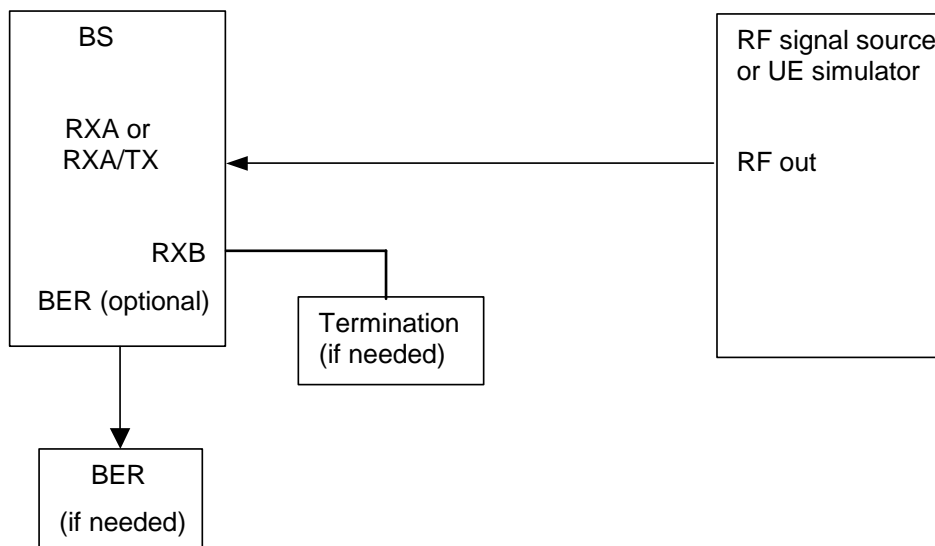 BS
RF signal source
or UE simulator
RXA or
RXA/TX
RF out
RXB
BER (optional)
Termination
(if needed)
BER
(if needed)